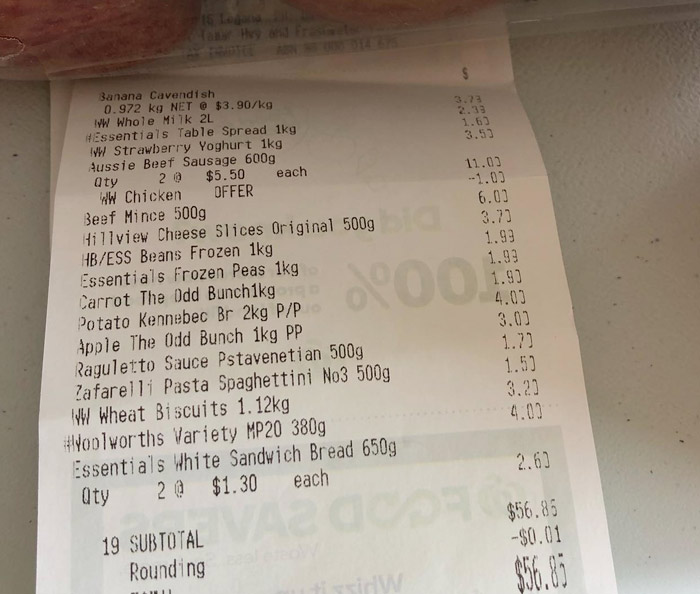 $
Banana Cavendish
0.972 kg NET @ $3.90/kg 3.79
WW Whole Milk 2L 2.39
#Essentials Table Spread 1kg 1.60
WW Strawberry Yoghurt 1kg 3.50
Aussie Beef Sausage 600g
Qty 2 @ $5.50 each 11.00
WW Chicken OFFER -1.00
Beef Mince 500g 6.00
Hillview Cheese Slices Original 500g 3.70
HB/ESS Beans Frozen 1kg 1.99
Essentials Frozen Peas 1kg 1.99
Carrot The Odd Bunch1kg 1.90
Potato Kennebec Br 2kg P/P 4.00
Apple The Odd Bunch 1kg PP 3.00
Raguletto Sauce Pstavenetian 500g 1.70
Zafarelli Pasta Spaghettini No3 500g 1.50
WW Wheat Biscuits 1.12kg 3.20
#Woolworths Variety MP20 380g 4.00
Essentials White Sandwich Bread 650g
Qty 2 @ $1.30 each 2.60
19 SUBTOTAL $56.86
Rounding -$0.01
$56.85